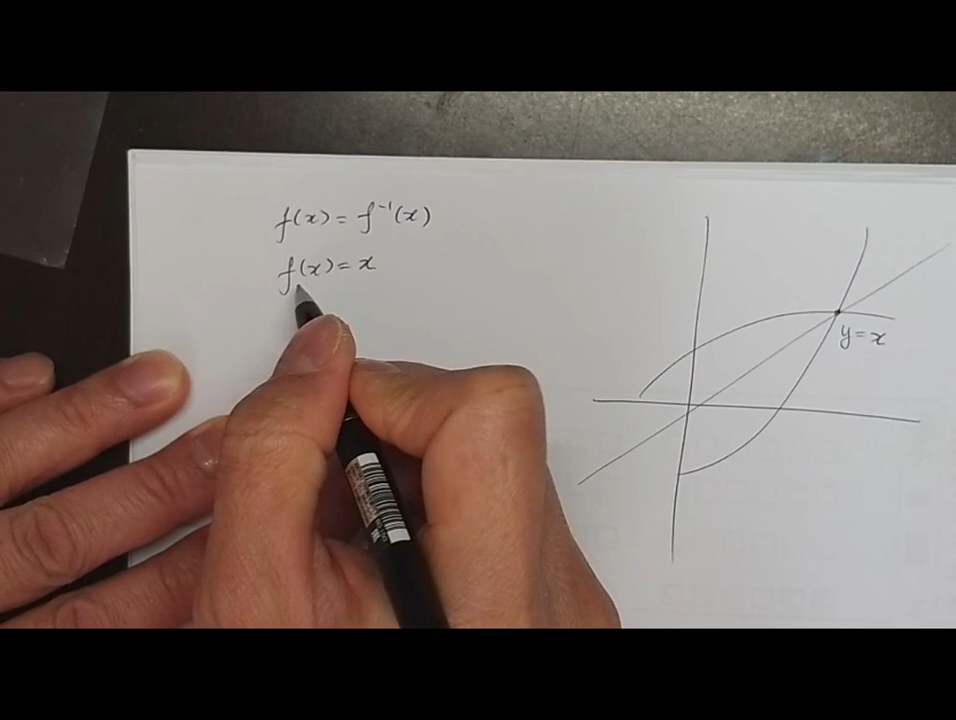 f(x) = f⁻¹(x)
f(x) = x
y = x